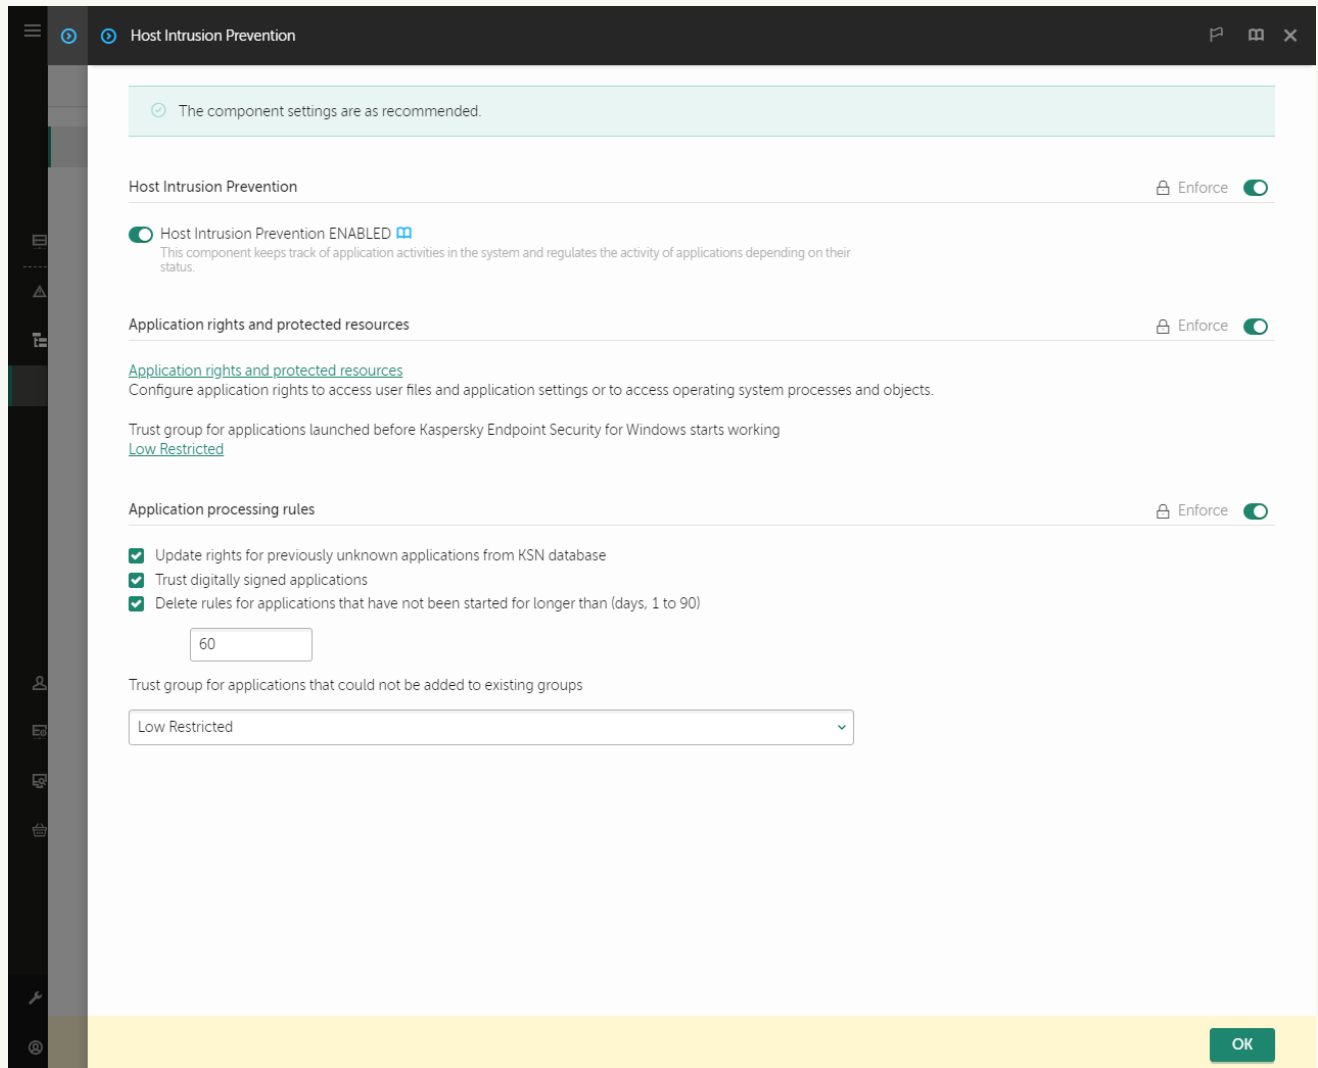 Host Intrusion Prevention
The component settings are as recommended.
Host Intrusion Prevention
Enforce
Host Intrusion Prevention ENABLED
This component keeps track of application activities in the system and regulates the activity of applications depending on their
status.
Application rights and protected resources
Enforce
Application rights and protected resources
Configure application rights to access user files and application settings or to access operating system processes and objects.
Trust group for applications launched before Kaspersky Endpoint Security for Windows starts working
Low Restricted
Application processing rules
Enforce
Update rights for previously unknown applications from KSN database
Trust digitally signed applications
Delete rules for applications that have not been started for longer than (days, 1 to 90)
60
Trust group for applications that could not be added to existing groups
Low Restricted
OK